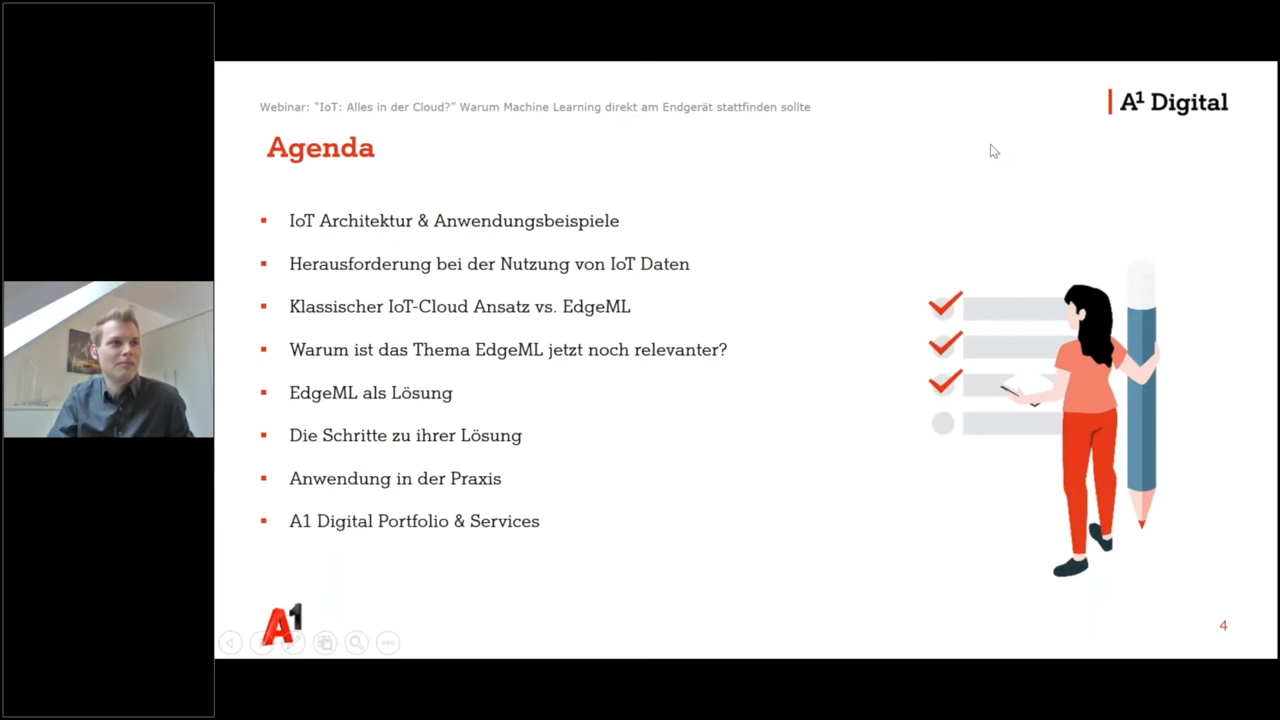 Webinar: “IoT: Alles in der Cloud?” Warum Machine Learning direkt am Endgerät stattfinden sollte
A¹ Digital
Agenda
▪ IoT Architektur & Anwendungsbeispiele
▪ Herausforderung bei der Nutzung von IoT Daten
▪ Klassischer IoT-Cloud Ansatz vs. EdgeML
▪ Warum ist das Thema EdgeML jetzt noch relevanter?
▪ EdgeML als Lösung
▪ Die Schritte zu ihrer Lösung
▪ Anwendung in der Praxis
▪ A1 Digital Portfolio & Services
A1
4